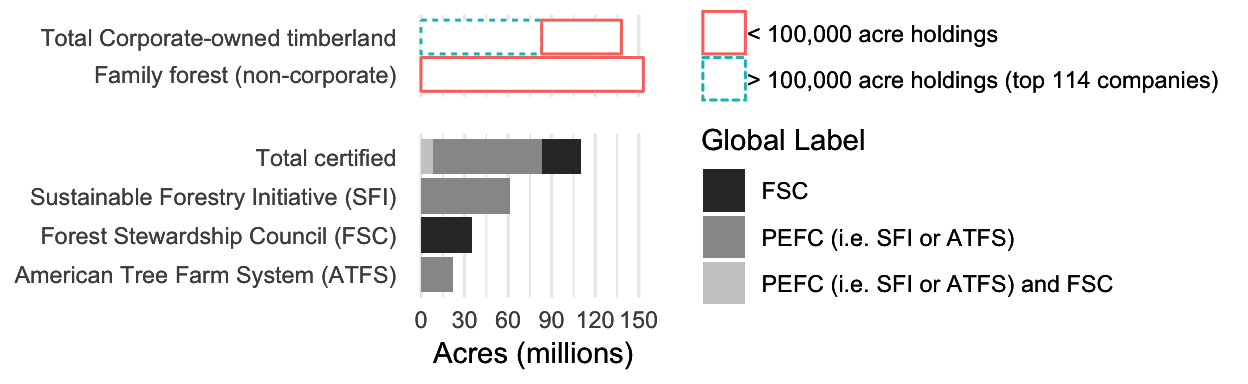 Total Corporate-owned timberland
Family forest (non-corporate)
< 100,000 acre holdings
> 100,000 acre holdings (top 114 companies)
Total certified
Sustainable Forestry Initiative (SFI)
Forest Stewardship Council (FSC)
American Tree Farm System (ATFS)
0 30 60 90 120 150
Acres (millions)
Global Label
FSC
PEFC (i.e. SFI or ATFS)
PEFC (i.e. SFI or ATFS) and FSC